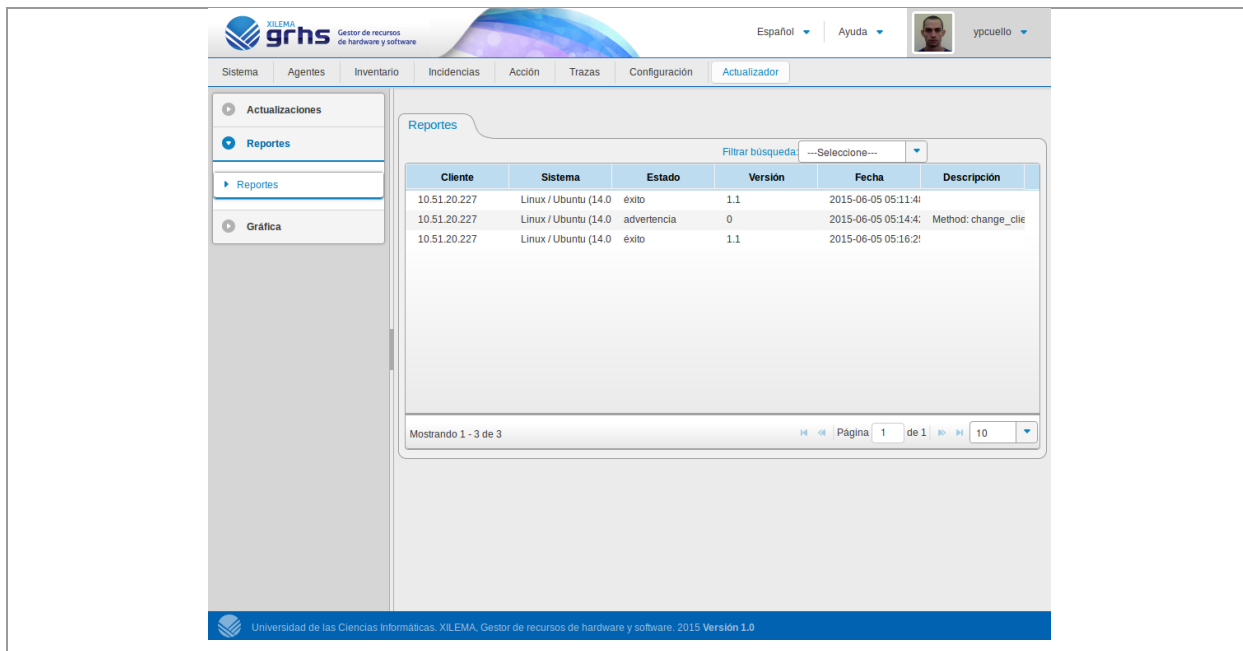 XILEMA
grhs Gestor de recursos
de hardware y software
Español
Ayuda
ypcuello
Sistema Agentes Inventario Incidencias Acción Trazas Configuración Actualizador
Actualizaciones
Reportes
Reportes
Gráfica
Reportes
Filtrar búsqueda: ---Seleccione---
Cliente Sistema Estado Versión Fecha Descripción
10.51.20.227 Linux / Ubuntu (14.0 éxito 1.1 2015-06-05 05:11:4
10.51.20.227 Linux / Ubuntu (14.0 advertencia 0 2015-06-05 05:14:4 Method: change_clie
10.51.20.227 Linux / Ubuntu (14.0 éxito 1.1 2015-06-05 05:16:2
Mostrando 1 - 3 de 3
Página 1 de 1 10
Universidad de las Ciencias Informáticas. XILEMA, Gestor de recursos de hardware y software. 2015 Versión 1.0